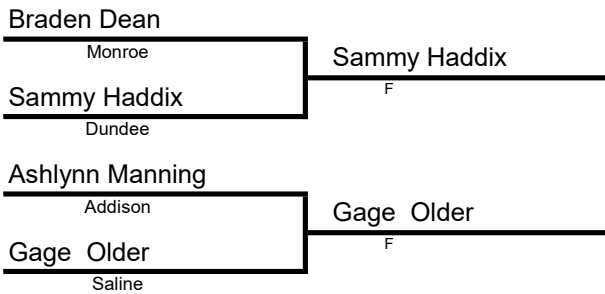 Braden Dean
Monroe
Sammy Haddix
F
Sammy Haddix
Dundee
Ashlynn Manning
Addison
Gage  Older
F
Gage  Older
Saline